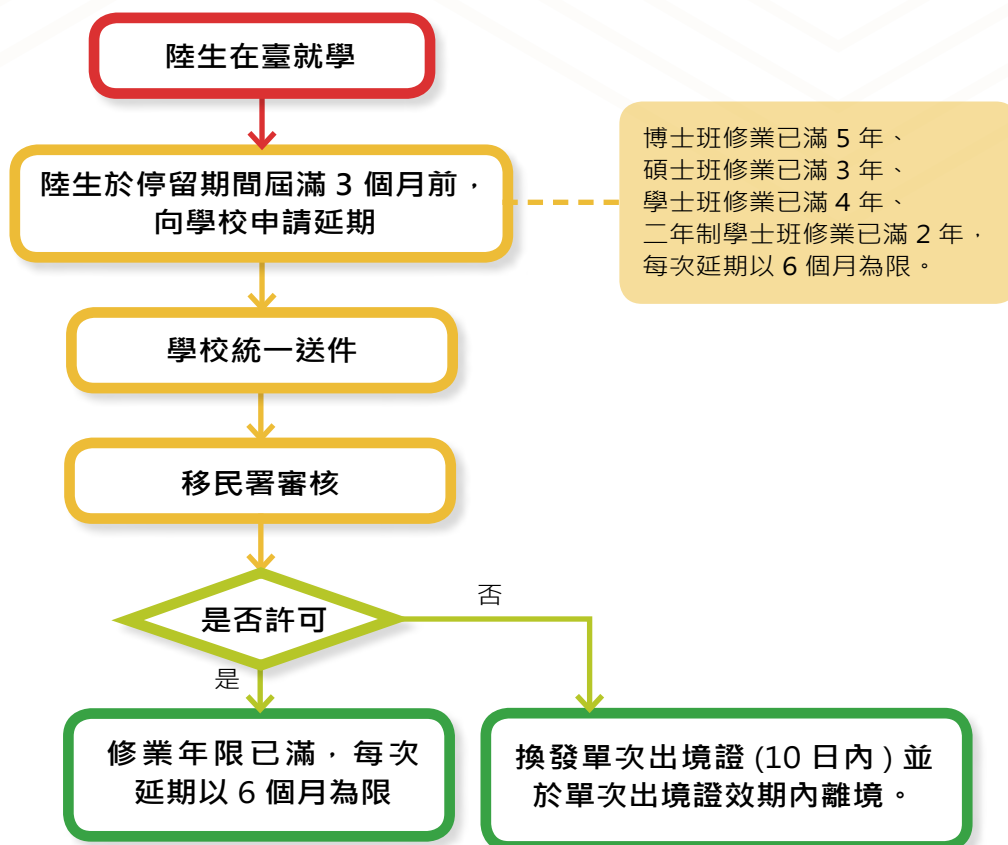 陸生在臺就學
陸生於停留期間屆滿 3 個月前，
向學校申請延期
博士班修業已滿 5 年、
碩士班修業已滿 3 年、
學士班修業已滿 4 年、
二年制學士班修業已滿 2 年，
每次延期以 6 個月為限。
學校統一送件
移民署審核
是否許可
否
是
修業年限已滿，每次
延期以 6 個月為限
換發單次出境證 (10 日內 ) 並
於單次出境證效期內離境。